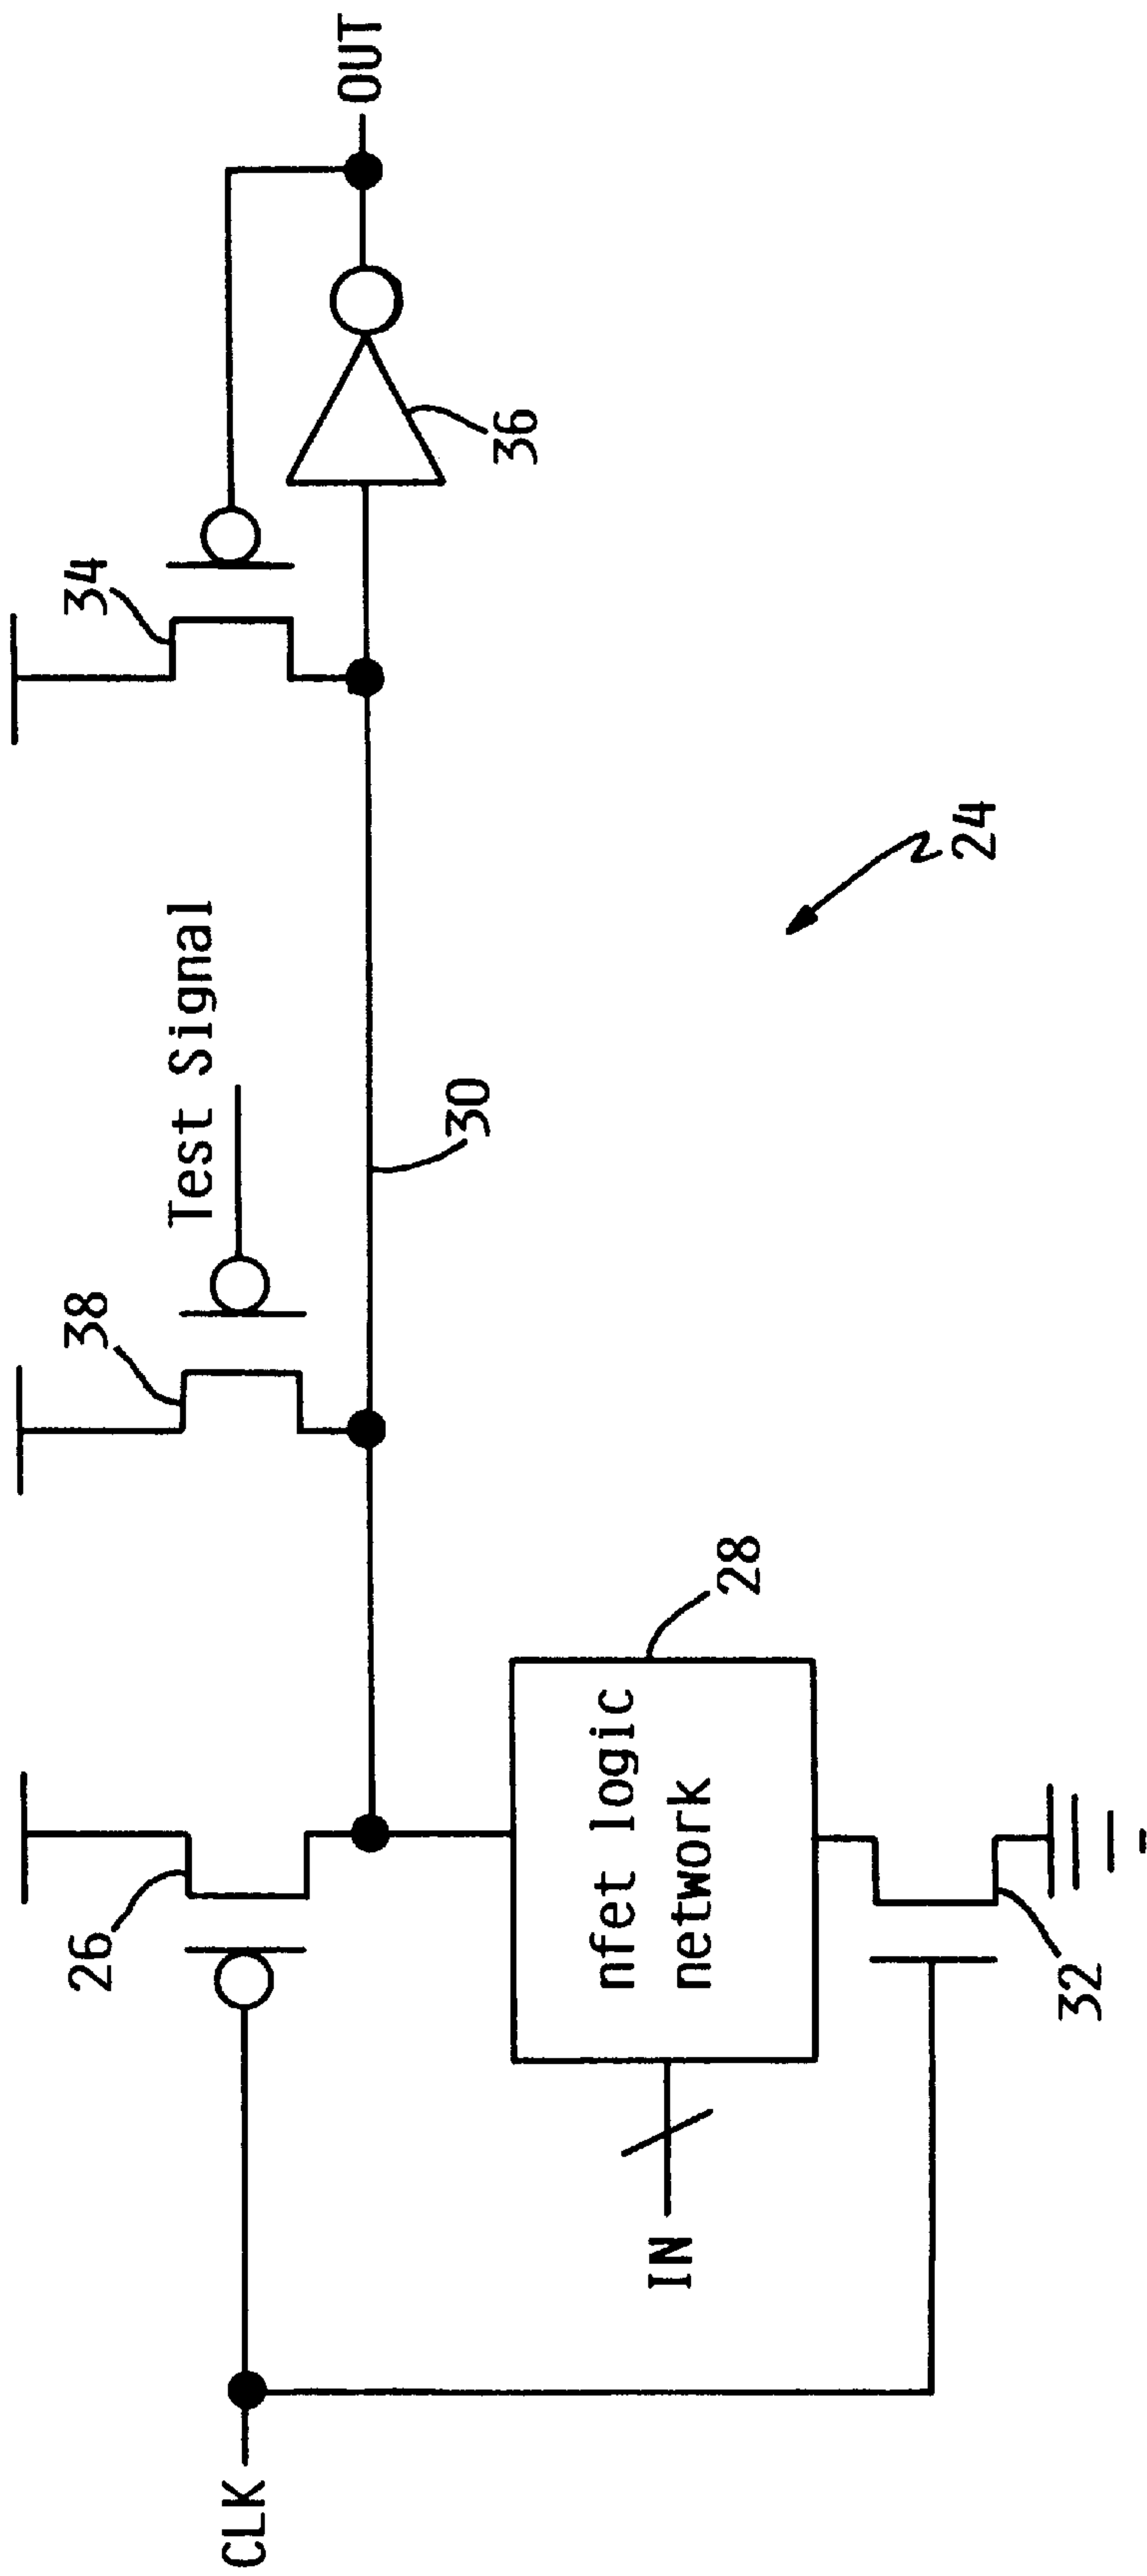 34
OUT
38
Test Signal
26
36
30
CLK
28
nfet logic
network
IN
24
32